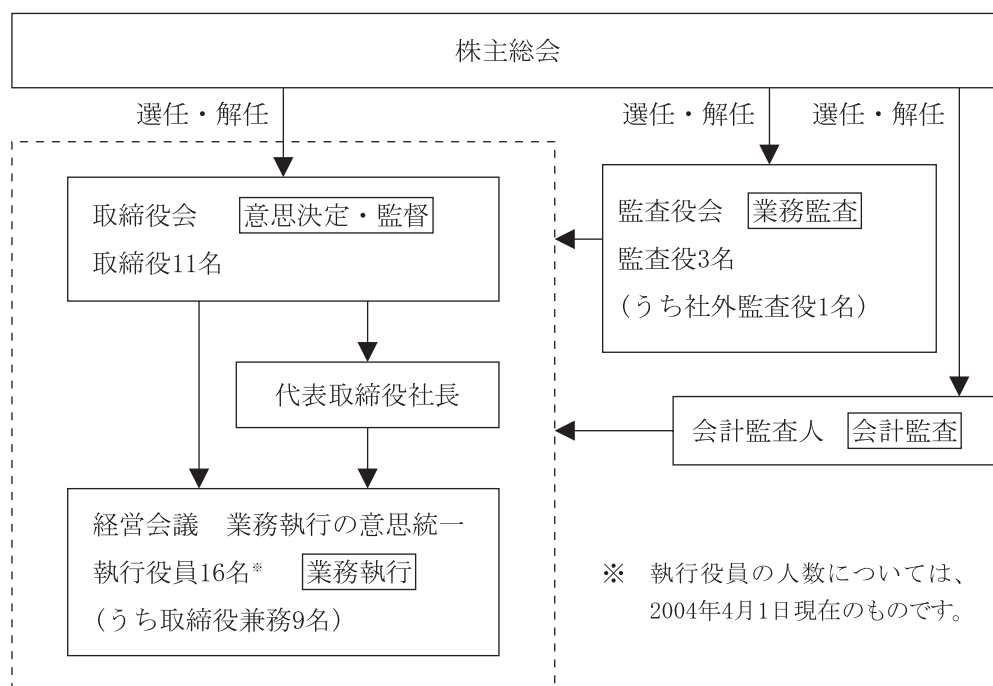 株主総会
選任・解任
選任・解任
選任・解任
取締役会 意思決定・監督
取締役11名
監査役会 業務監査
監査役3名
(うち社外監査役1名)
代表取締役社長
会計監査人 会計監査
経営会議 業務執行の意思統一
執行役員16名※ 業務執行
(うち取締役兼務9名)
※ 執行役員の人数については、
2004年4月1日現在のものです。